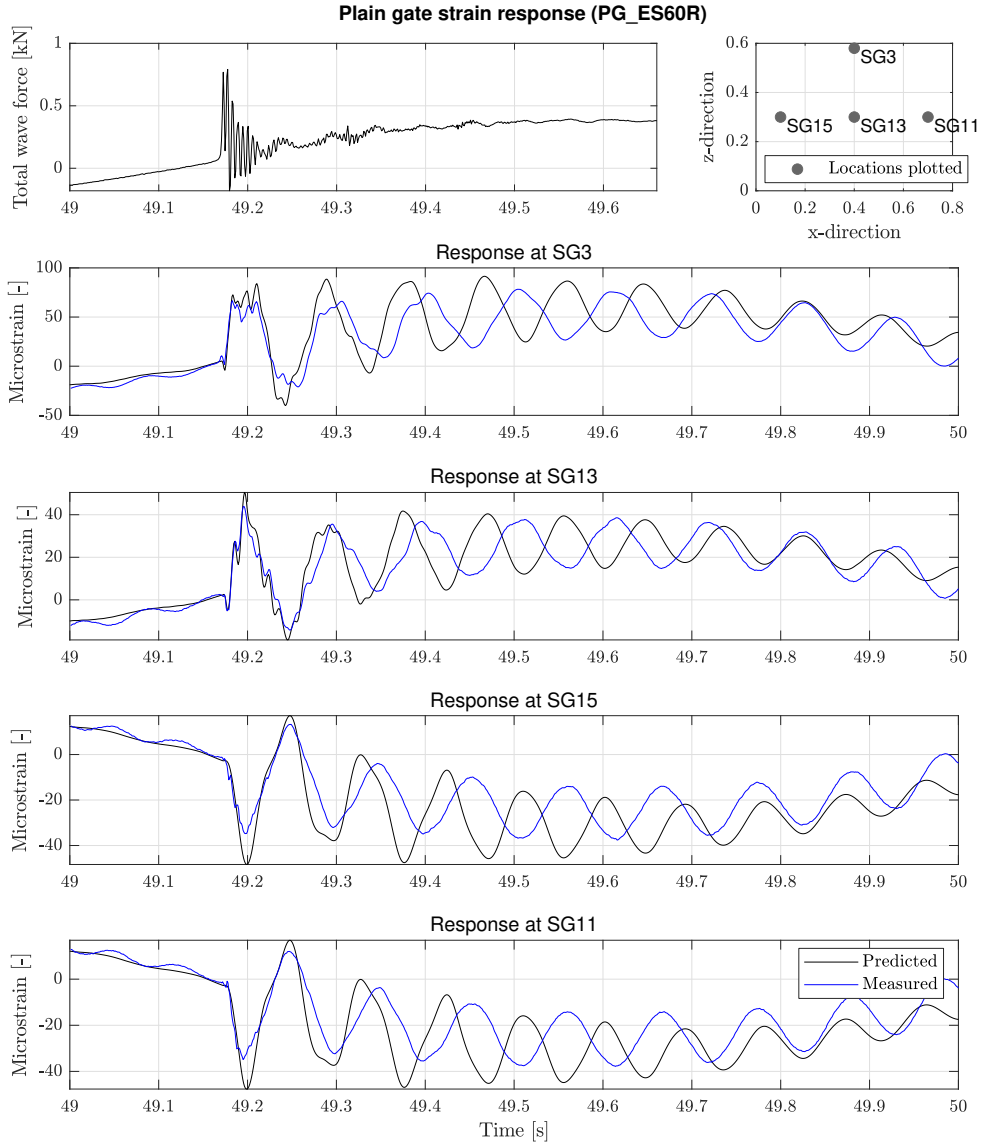 Plain gate strain response (PG_ES60R)
Total wave force [kN]
1
0.5
0
49 49.1 49.2 49.3 49.4 49.5 49.6
z-direction
0.6
0.4
0.2
0
SG3
SG15 SG13 SG11
Locations plotted
0 0.2 0.4 0.6 0.8
x-direction
Response at SG3
Microstrain [-]
100
50
0
-50
49 49.1 49.2 49.3 49.4 49.5 49.6 49.7 49.8 49.9 50
Response at SG13
Microstrain [-]
40
20
0
49 49.1 49.2 49.3 49.4 49.5 49.6 49.7 49.8 49.9 50
Response at SG15
Microstrain [-]
0
-20
-40
49 49.1 49.2 49.3 49.4 49.5 49.6 49.7 49.8 49.9 50
Response at SG11
Microstrain [-]
0
-20
-40
Predicted
Measured
49 49.1 49.2 49.3 49.4 49.5 49.6 49.7 49.8 49.9 50
Time [s]